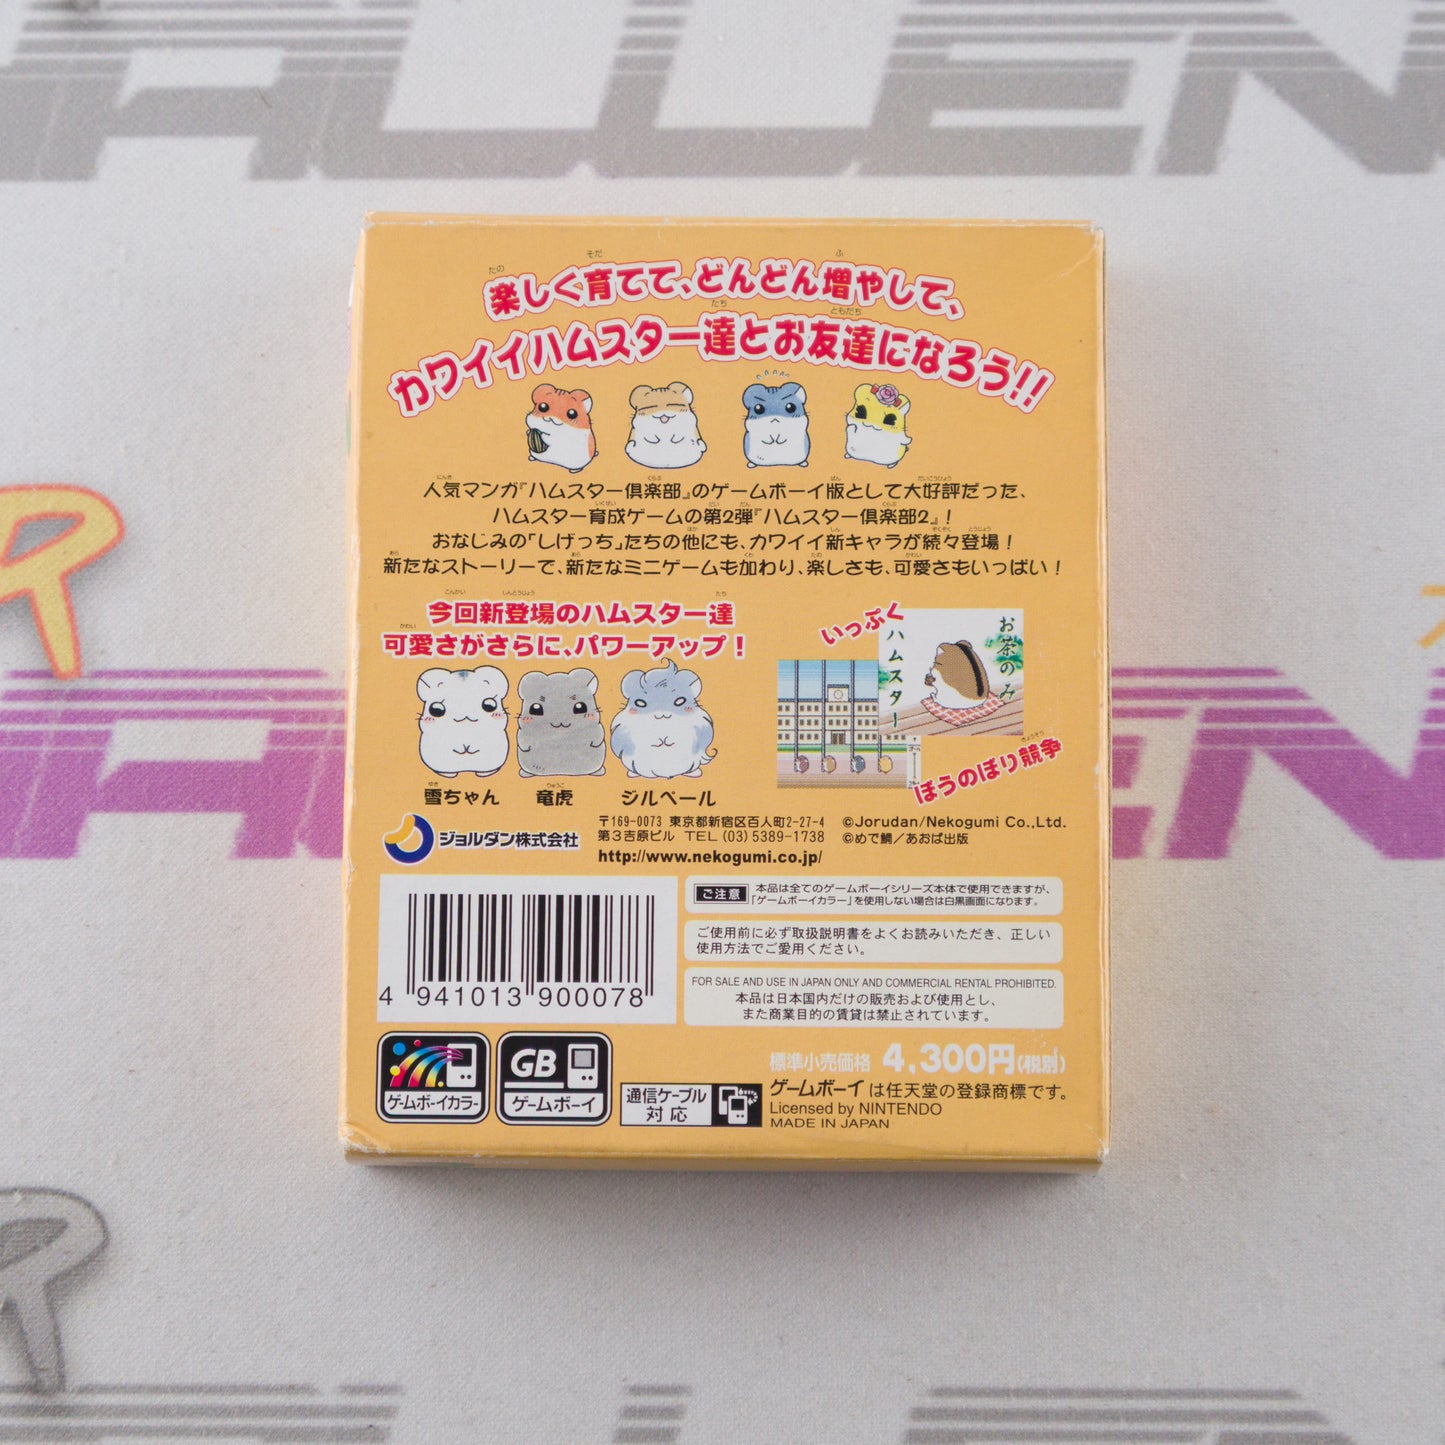 楽しく育てて、どんどん増やして、
カワイイハムスター達とお友達になろう!!
人気マンガ『ハムスター倶楽部』のゲームボーイ版として大好評だった、
ハムスター育成ゲームの第2弾『ハムスター倶楽部2』!
おなじみの「しげっち」たちの他にも、カワイイ新キャラが続々登場!
新たなストーリーで、新たなミニゲームも加わり、楽しさも、可愛さもいっぱい!
今回新登場のハムスター達
可愛さがさらに、パワーアップ!
雪ちゃん 竜虎 ジルベール
いっぷく
ハムスター
お茶のみ
ぼうのぼり競争
ジョルダン株式会社
〒169-0073 東京都新宿区百人町2-27-4
第3吉原ビル TEL(03)5389-1738
http://www.nekogumi.co.jp/
©Jorudan/Nekogumi Co.,Ltd.
©めで鯛/あおば出版
4 941013 900078
ご注意
本品は全てのゲームボーイシリーズ本体で使用できますが、
「ゲームボーイカラー」を使用しない場合は白黒画面になります。
ご使用前に必ず取扱説明書をよくお読みいただき、正しい
使用方法でご愛用ください。
FOR SALE AND USE IN JAPAN ONLY AND COMMERCIAL RENTAL PROHIBITED.
本品は日本国内だけの販売および使用とし、
また商業目的の賃貸は禁止されています。
ゲームボーイカラー
GB
ゲームボーイ
通信ケーブル
対応
標準小売価格 4,300円(税別)
ゲームボーイは任天堂の登録商標です。
Licensed by NINTENDO
MADE IN JAPAN